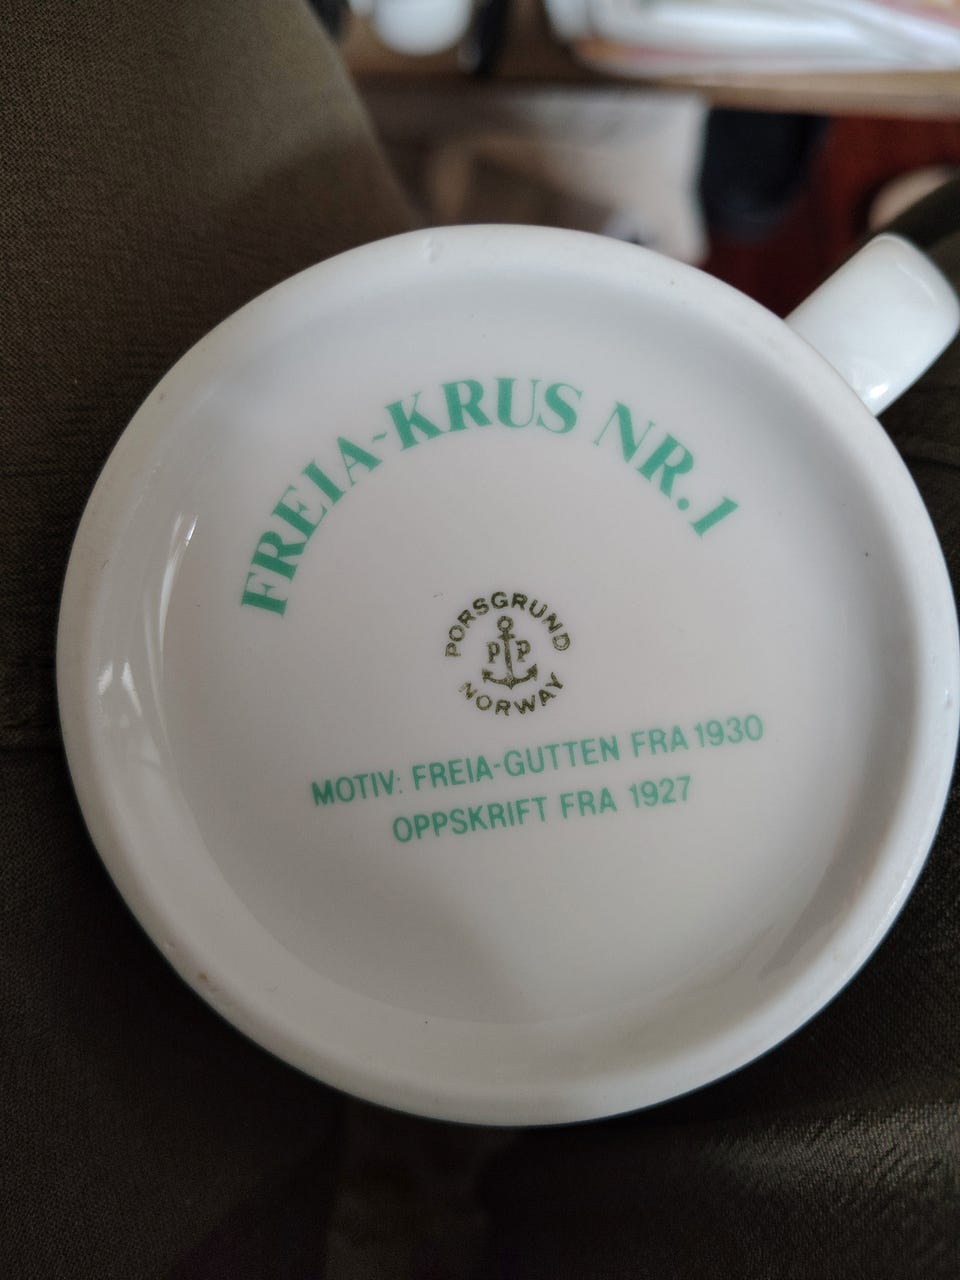 FREIA-KRUS NR.1
PORSGRUND
P P
NORWAY
MOTIV: FREIA-GUTTEN FRA 1930
OPPSKRIFT FRA 1927